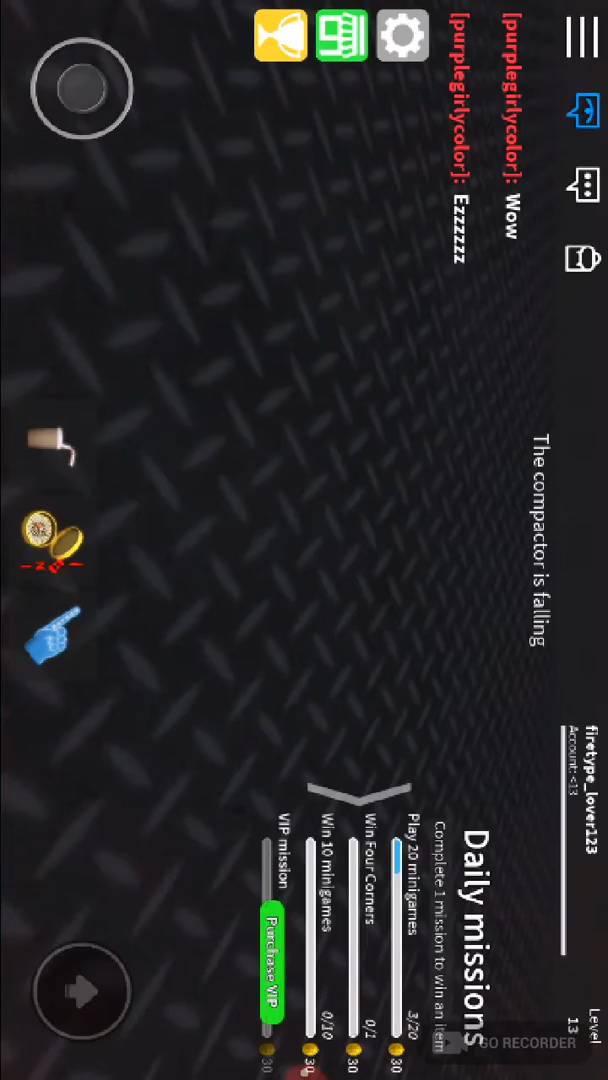 [purplegirlycolor]: Wow
[purplegirlycolor]: Ezzzzzz
The compactor is falling
firetype_lover123
Account: <13
Level
13
Daily missions
Complete 1 mission to win an item
Play 20 minigames
3/20
30
Win Four Corners
0/1
30
Win 10 minigames
0/10
30
VIP mission
Purchase VIP
30
GO RECORDER